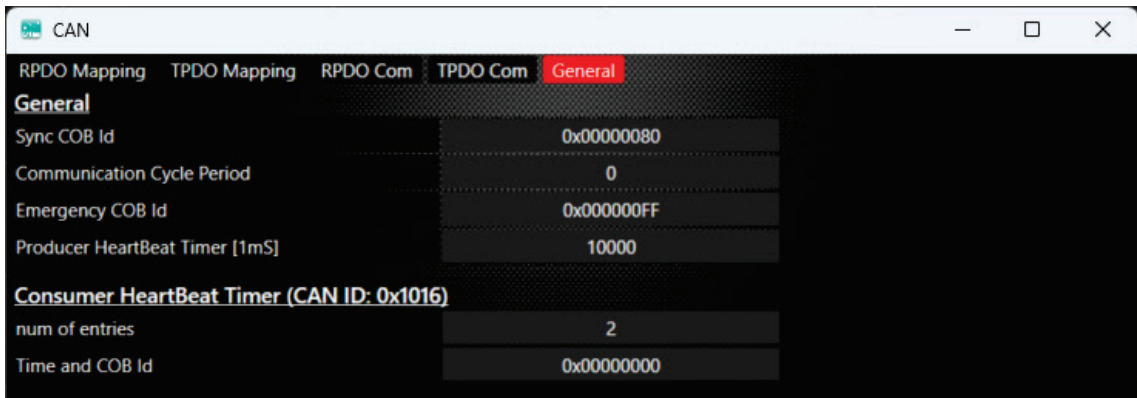 CAN
RPDO Mapping TPDO Mapping RPDO Com TPDO Com General
General
Sync COB Id 0x00000080
Communication Cycle Period 0
Emergency COB Id 0x000000FF
Producer HeartBeat Timer [1mS] 10000
Consumer HeartBeat Timer (CAN ID: 0x1016)
num of entries 2
Time and COB Id 0x00000000